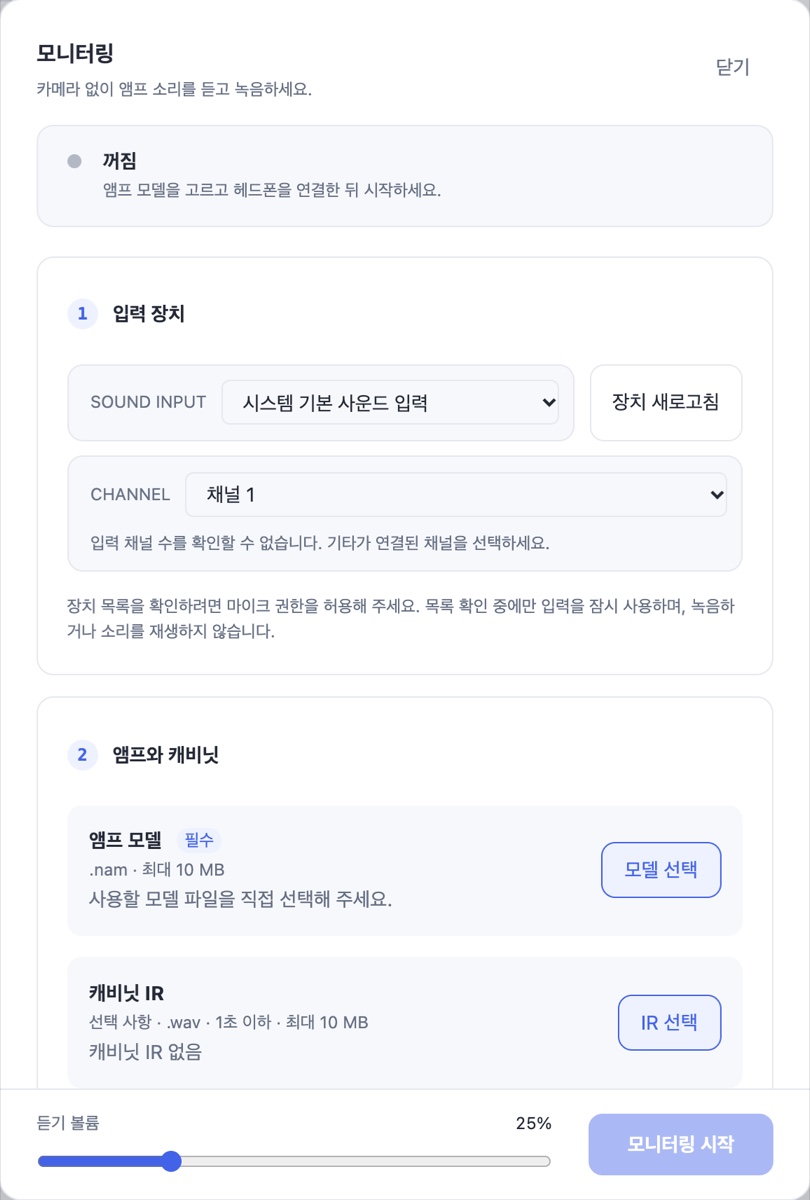 모니터링
닫기
카메라 없이 앰프 소리를 듣고 녹음하세요.
꺼짐
앰프 모델을 고르고 헤드폰을 연결한 뒤 시작하세요.
1 입력 장치
SOUND INPUT 시스템 기본 사운드 입력 장치 새로고침
CHANNEL 채널 1
입력 채널 수를 확인할 수 없습니다. 기타가 연결된 채널을 선택하세요.
장치 목록을 확인하려면 마이크 권한을 허용해 주세요. 목록 확인 중에만 입력을 잠시 사용하며, 녹음하
거나 소리를 재생하지 않습니다.
2 앰프와 캐비닛
앰프 모델 필수
.nam · 최대 10 MB
사용할 모델 파일을 직접 선택해 주세요.
모델 선택
캐비닛 IR
선택 사항 · .wav · 1초 이하 · 최대 10 MB
캐비닛 IR 없음
IR 선택
듣기 볼륨 25%
모니터링 시작